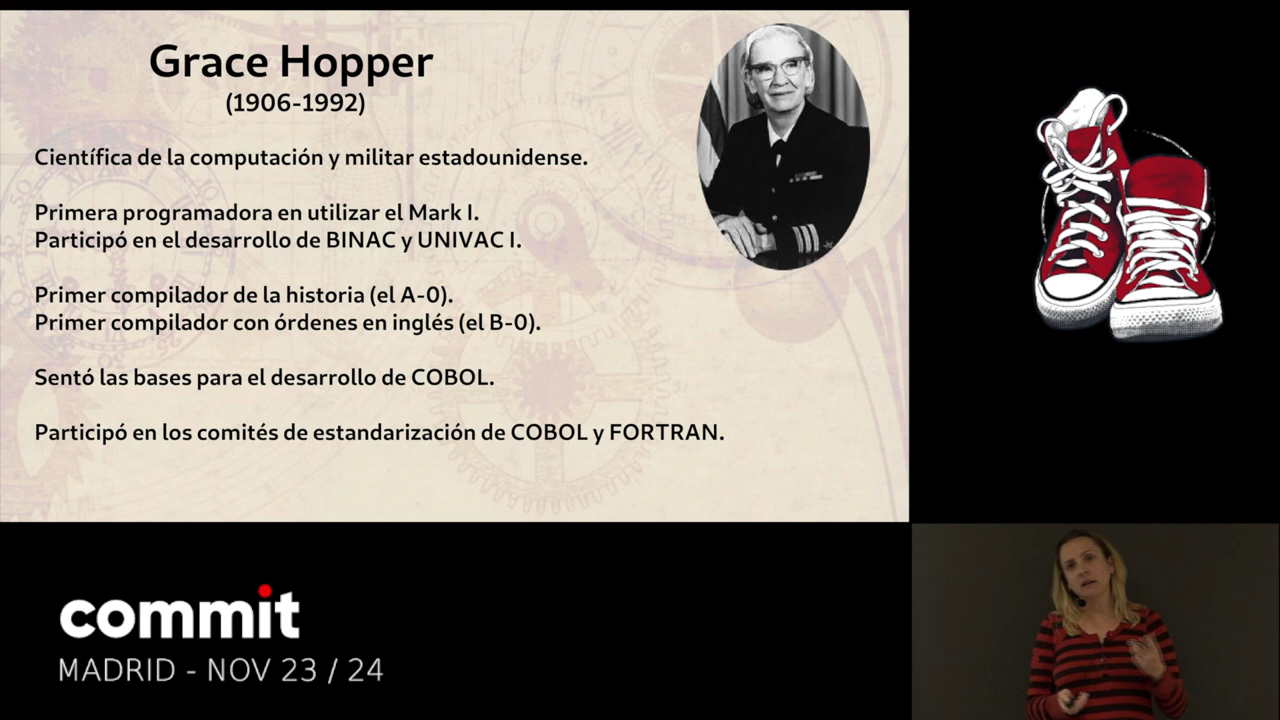 Grace Hopper
(1906-1992)
Científica de la computación y militar estadounidense.
Primera programadora en utilizar el Mark I.
Participó en el desarrollo de BINAC y UNIVAC I.
Primer compilador de la historia (el A-0).
Primer compilador con órdenes en inglés (el B-0).
Sentó las bases para el desarrollo de COBOL.
Participó en los comités de estandarización de COBOL y FORTRAN.
commit
MADRID - NOV 23 / 24